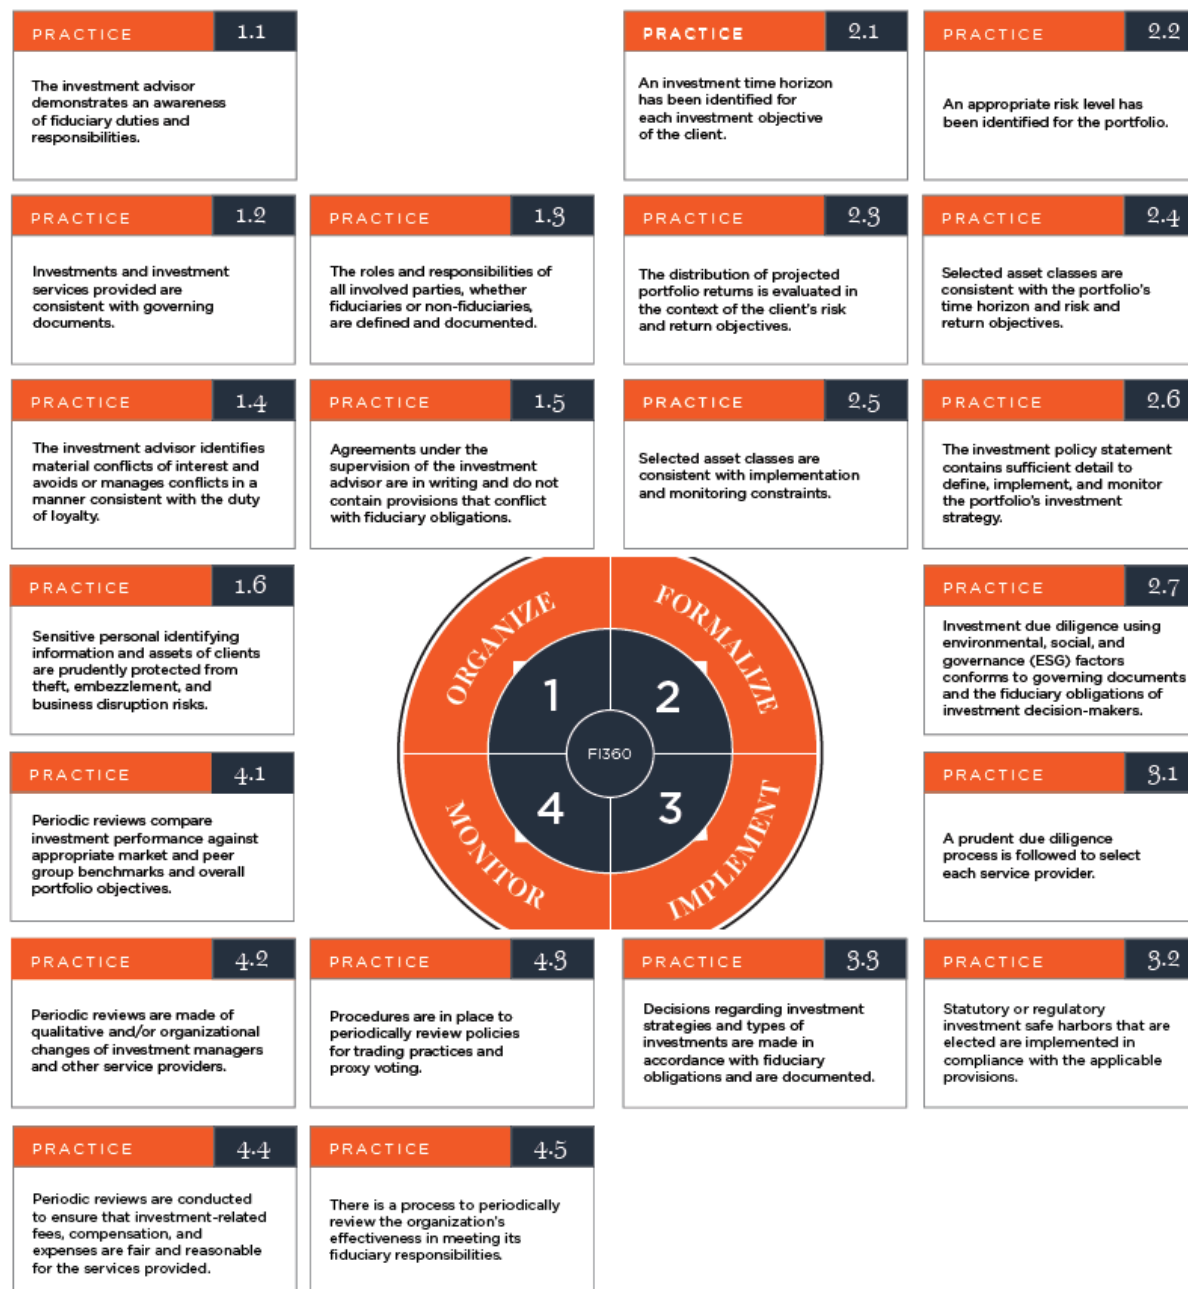 PRACTICE 1.1
The investment advisor
demonstrates an awareness
of fiduciary duties and
responsibilities.
PRACTICE 2.1
An investment time horizon
has been identified for
each investment objective
of the client.
PRACTICE 2.2
An appropriate risk level has
been identified for the portfolio.
PRACTICE 1.2
Investments and investment
services provided are
consistent with governing
documents.
PRACTICE 1.3
The roles and responsibilities of
all involved parties, whether
fiduciaries or non-fiduciaries,
are defined and documented.
PRACTICE 2.3
The distribution of projected
portfolio returns is evaluated in
the context of the client's risk
and return objectives.
PRACTICE 2.4
Selected asset classes are
consistent with the portfolio's
time horizon and risk and
return objectives.
PRACTICE 1.4
The investment advisor identifies
material conflicts of interest and
avoids or manages conflicts in a
manner consistent with the duty
of loyalty.
PRACTICE 1.5
Agreements under the
supervision of the investment
advisor are in writing and do not
contain provisions that conflict
with fiduciary obligations.
PRACTICE 2.5
Selected asset classes are
consistent with implementation
and monitoring constraints.
PRACTICE 2.6
The investment policy statement
contains sufficient detail to
define, implement, and monitor
the portfolio's investment
strategy.
PRACTICE 1.6
Sensitive personal identifying
information and assets of clients
are prudently protected from
theft, embezzlement, and
business disruption risks.
ORGANIZE
FORMALIZE
1
2
FI360
4
3
MONITOR
IMPLEMENT
PRACTICE 2.7
Investment due diligence using
environmental, social, and
governance (ESG) factors
conforms to governing documents
and the fiduciary obligations of
investment decision-makers.
PRACTICE 4.1
Periodic reviews compare
investment performance against
appropriate market and peer
group benchmarks and overall
portfolio objectives.
PRACTICE 3.1
A prudent due diligence
process is followed to select
each service provider.
PRACTICE 4.2
Periodic reviews are made of
qualitative and/or organizational
changes of investment managers
and other service providers.
PRACTICE 4.3
Procedures are in place to
periodically review policies
for trading practices and
proxy voting.
PRACTICE 3.3
Decisions regarding investment
strategies and types of
investments are made in
accordance with fiduciary
obligations and are documented.
PRACTICE 3.2
Statutory or regulatory
investment safe harbors that are
elected are implemented in
compliance with the applicable
provisions.
PRACTICE 4.4
Periodic reviews are conducted
to ensure that investment-related
fees, compensation, and
expenses are fair and reasonable
for the services provided.
PRACTICE 4.5
There is a process to periodically
review the organization's
effectiveness in meeting its
fiduciary responsibilities.